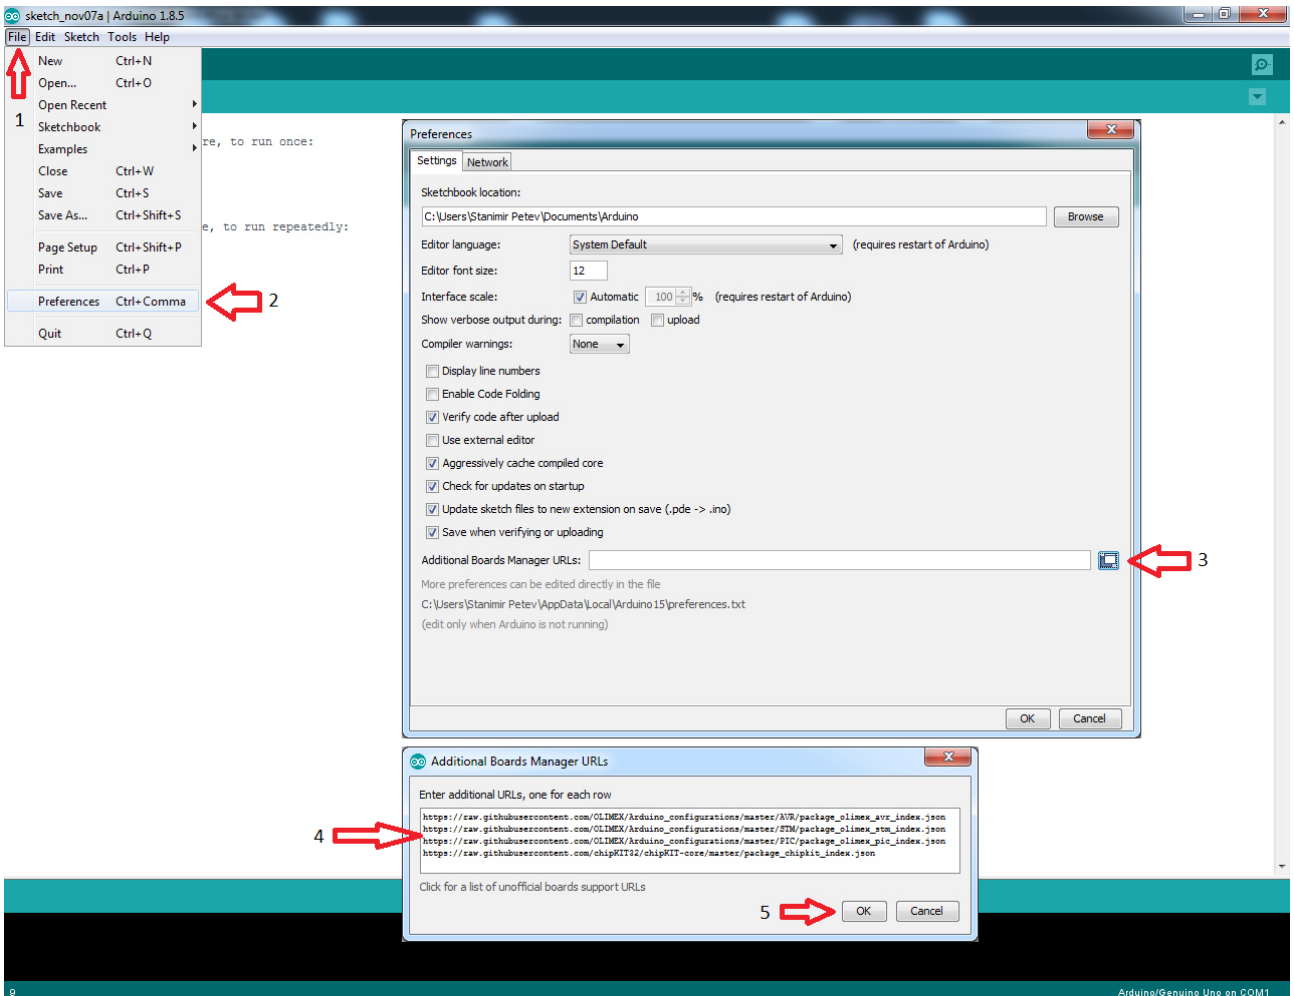 sketch_nov07a | Arduino 1.8.5
File Edit Sketch Tools Help
New Ctrl+N
Open... Ctrl+O
Open Recent
1
Sketchbook
Examples
Close Ctrl+W
Save Ctrl+S
Save As... Ctrl+Shift+S
Page Setup Ctrl+Shift+P
Print Ctrl+P
Preferences Ctrl+Comma
2
Quit Ctrl+Q
re, to run once:
e, to run repeatedly:
Preferences
Settings Network
Sketchbook location:
C:\Users\Stanimir Petev\Documents\Arduino Browse
Editor language: System Default (requires restart of Arduino)
Editor font size: 12
Interface scale: Automatic 100 % (requires restart of Arduino)
Show verbose output during: compilation upload
Compiler warnings: None
Display line numbers
Enable Code Folding
Verify code after upload
Use external editor
Aggressively cache compiled core
Check for updates on startup
Update sketch files to new extension on save (.pde -> .ino)
Save when verifying or uploading
Additional Boards Manager URLs: 3
More preferences can be edited directly in the file
C:\Users\Stanimir Petev\AppData\Local\Arduino15\preferences.txt
(edit only when Arduino is not running)
OK Cancel
Additional Boards Manager URLs
Enter additional URLs, one for each row
https://raw.githubusercontent.com/OLIMEX/Arduino_configurations/master/AVR/package_olimex_avr_index.json
https://raw.githubusercontent.com/OLIMEX/Arduino_configurations/master/STM/package_olimex_stm_index.json
4
https://raw.githubusercontent.com/OLIMEX/Arduino_configurations/master/PIC/package_olimex_pic_index.json
https://raw.githubusercontent.com/chipKIT32/chipKIT-core/master/package_chipkit_index.json
Click for a list of unofficial boards support URLs
5 OK Cancel
9 Arduino/Genuino Uno on COM1